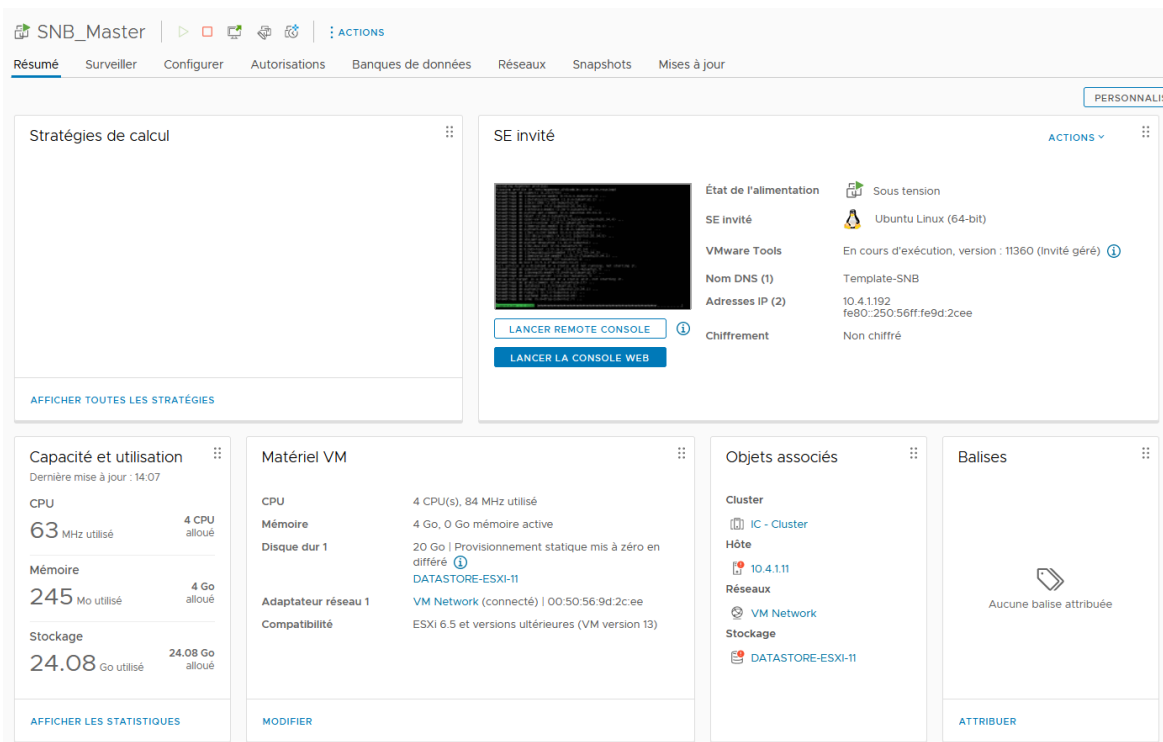 SNB_Master
ACTIONS
Résumé Surveiller Configurer Autorisations Banques de données Réseaux Snapshots Mises à jour
PERSONNALIS
Stratégies de calcul
AFFICHER TOUTES LES STRATÉGIES
SE invité
ACTIONS
LANCER REMOTE CONSOLE
LANCER LA CONSOLE WEB
État de l'alimentation Sous tension
SE invité Ubuntu Linux (64-bit)
VMware Tools En cours d'exécution, version : 11360 (Invité géré)
Nom DNS (1) Template-SNB
Adresses IP (2) 10.4.1.192
fe80::250:56ff:fe9d:2cee
Chiffrement Non chiffré
Capacité et utilisation
Dernière mise à jour : 14:07
CPU
63 MHz utilisé 4 CPU alloué
Mémoire
245 Mo utilisé 4 Go alloué
Stockage
24.08 Go utilisé 24.08 Go alloué
AFFICHER LES STATISTIQUES
Matériel VM
CPU 4 CPU(s), 84 MHz utilisé
Mémoire 4 Go, 0 Go mémoire active
Disque dur 1 20 Go | Provisionnement statique mis à zéro en
différé
DATASTORE-ESXI-11
Adaptateur réseau 1 VM Network (connecté) | 00:50:56:9d:2c:ee
Compatibilité ESXi 6.5 et versions ultérieures (VM version 13)
MODIFIER
Objets associés
Cluster
IC - Cluster
Hôte
10.4.1.11
Réseaux
VM Network
Stockage
DATASTORE-ESXI-11
Balises
Aucune balise attribuée
ATTRIBUER